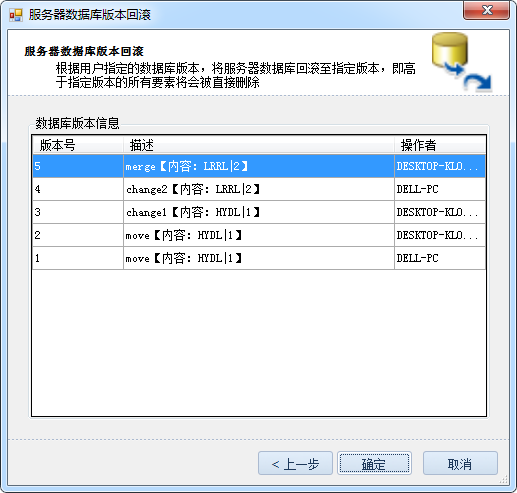 服务器数据库版本回滚
服务器数据库版本回滚
根据用户指定的数据库版本，将服务器数据库回滚至指定版本，即高
于指定版本的所有要素将会被直接删除
数据库版本信息
版本号 描述 操作者
5 merge【内容：LRRL|2】 DESKTOP-KLO...
4 change2【内容：LRRL|2】 DELL-PC
3 change1【内容：HYDL|1】 DESKTOP-KLO...
2 move【内容：HYDL|1】 DESKTOP-KLO...
1 move【内容：HYDL|1】 DELL-PC
< 上一步 确定 取消